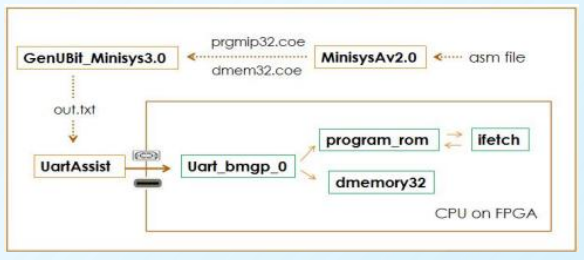 prgmip32.coe
GenUBit_Minisys3.0
MinisysAv2.0
asm file
dmem32.coe
out.txt
program_rom
ifetch
UartAssist
Uart_bmgp_0
dmemory32
CPU on FPGA